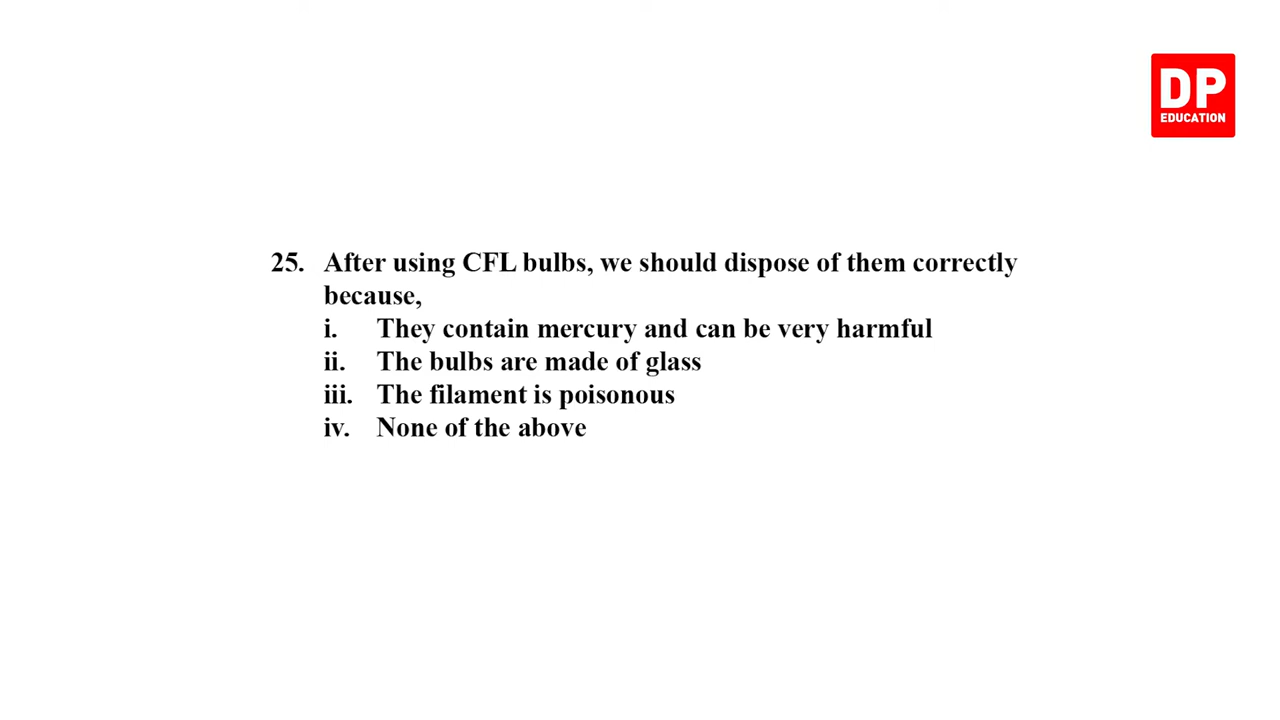 DP
EDUCATION
25. After using CFL bulbs, we should dispose of them correctly
because,
i. They contain mercury and can be very harmful
ii. The bulbs are made of glass
iii. The filament is poisonous
iv. None of the above